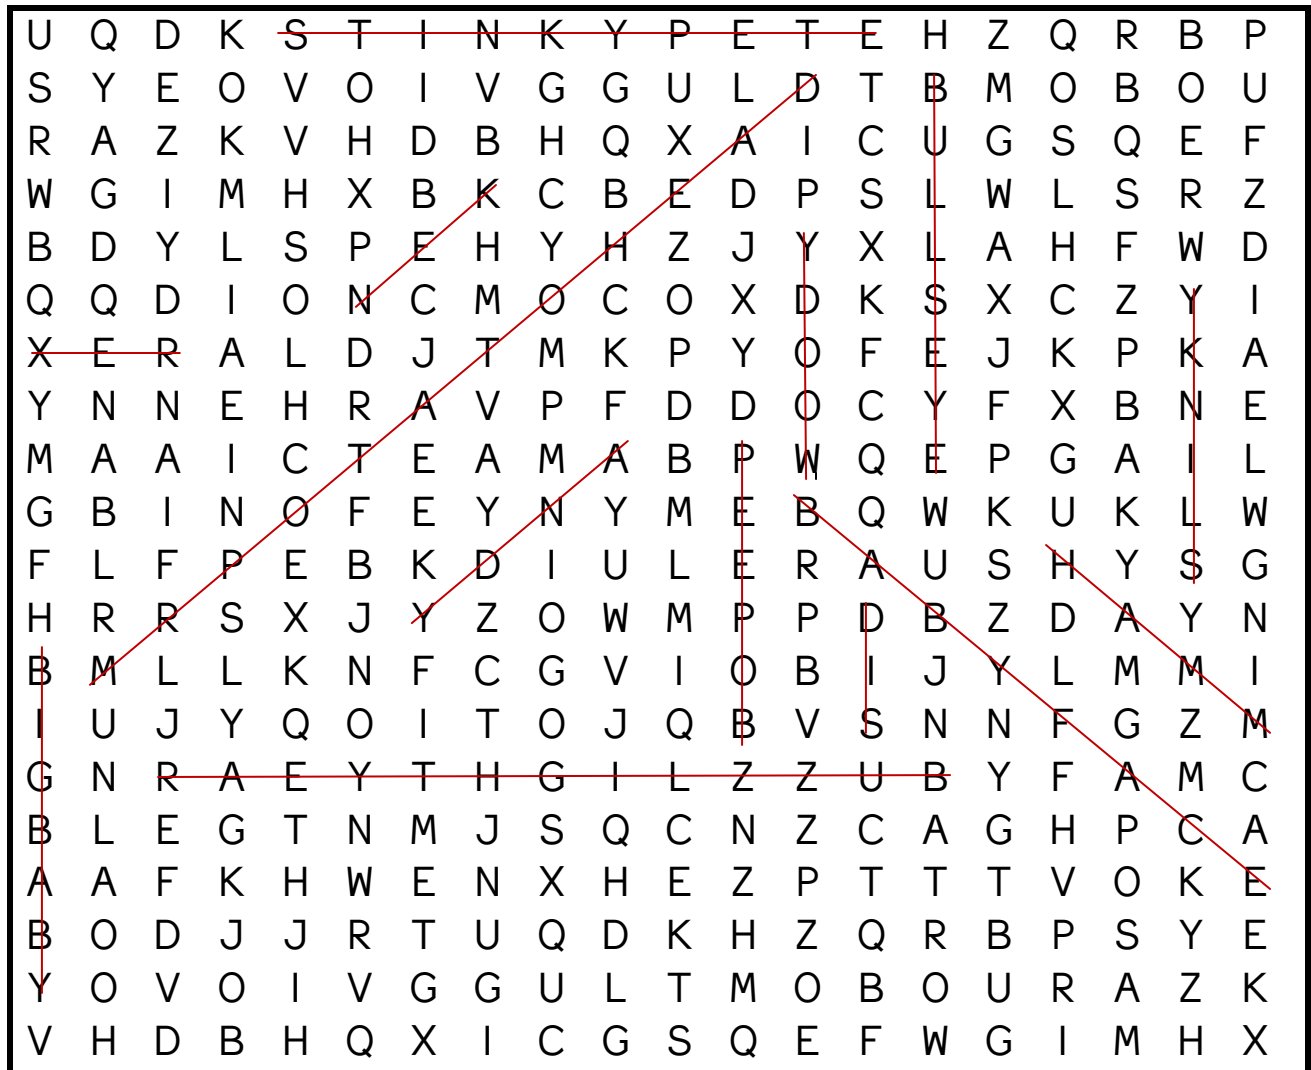 U Q D K S T I N K Y P E T E H Z Q R B P
S Y E O V O I V G G U L D T B M O B O U
R A Z K V H D B H Q X A I C U G S Q E F
W G I M H X B K C B E D P S L W L S R Z
B D Y L S P E H Y H Z J Y X L A H F W D
Q Q D I O N C M O C O X D K S X C Z Y I
X E R A L D J T M K P Y O F E J K P K A
Y N N E H R A V P F D D O C Y F X B N E
M A A I C T E A M A B P W Q E P G A I L
G B I N O F E Y N Y M E B Q W K U K L W
F L F P E B K D I U L E R A U S H Y S G
H R R S X J Y Z O W M P P D B Z D A Y N
B M L L K N F C G V I O B I J Y L M M I
I U J Y Q O I T O J Q B V S N N F G Z M
G N R A E Y T H G I L Z Z U B Y F A M C
B L E G T N M J S Q C N Z C A G H P C A
A A F K H W E N X H E Z P T T T V O K E
B O D J J R T U Q D K H Z Q R B P S Y E
Y O V O I V G G U L T M O B O U R A Z K
V H D B H Q X I C G S Q E F W G I M H X